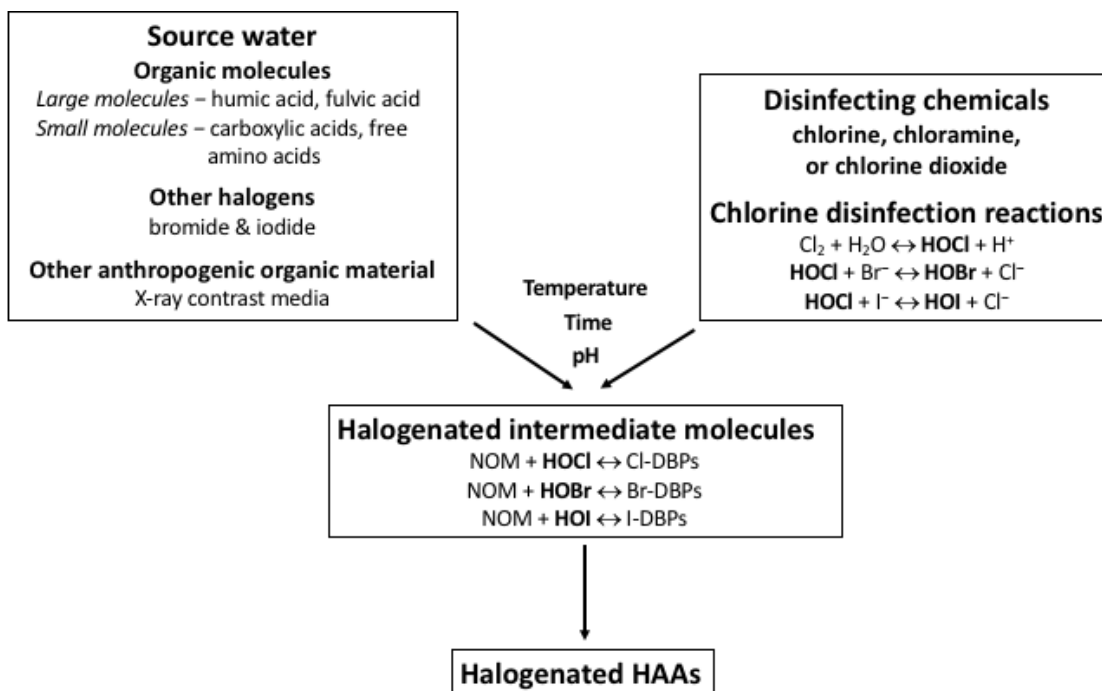 Source water
Organic molecules
Large molecules – humic acid, fulvic acid
Small molecules – carboxylic acids, free
amino acids
Other halogens
bromide & iodide
Other anthropogenic organic material
X-ray contrast media
Disinfecting chemicals
chlorine, chloramine,
or chlorine dioxide
Chlorine disinfection reactions
Cl₂ + H₂O ↔ HOCl + H⁺
HOCl + Br⁻ ↔ HOBr + Cl⁻
HOCl + I⁻ ↔ HOI + Cl⁻
Temperature
Time
pH
Halogenated intermediate molecules
NOM + HOCl ↔ Cl-DBPs
NOM + HOBr ↔ Br-DBPs
NOM + HOI ↔ I-DBPs
Halogenated HAAs